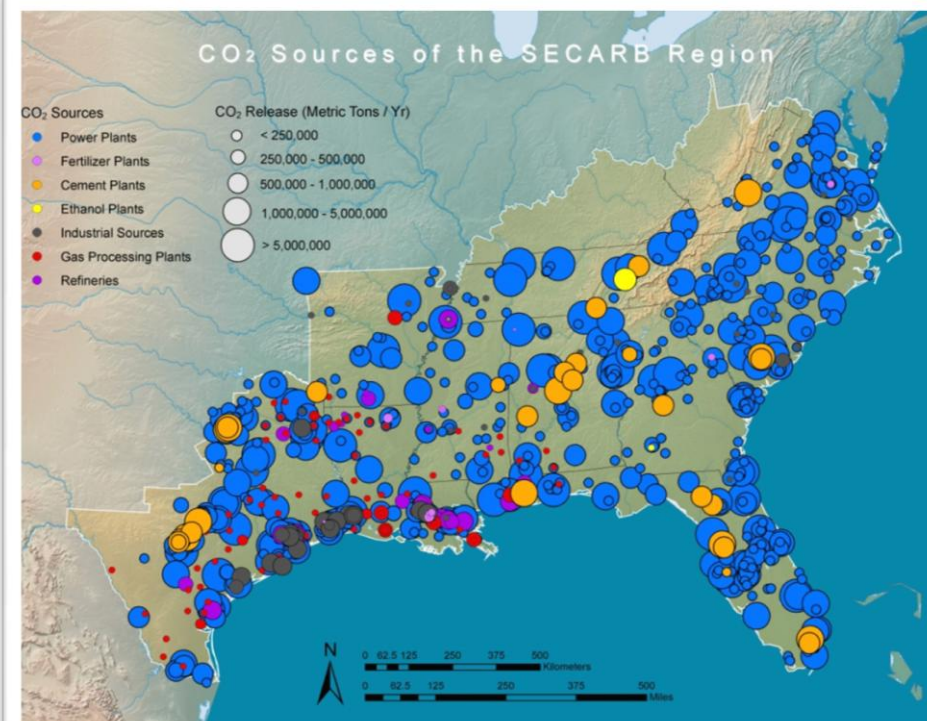 CO₂ Sources of the SECARB Region
CO₂ Sources
Power Plants
Fertilizer Plants
Cement Plants
Ethanol Plants
Industrial Sources
Gas Processing Plants
Refineries
CO₂ Release (Metric Tons / Yr)
< 250,000
250,000 - 500,000
500,000 - 1,000,000
1,000,000 - 5,000,000
> 5,000,000
N
0 62.5 125 250 375 500
Kilometers
0 62.5 125 250 375 500
Miles